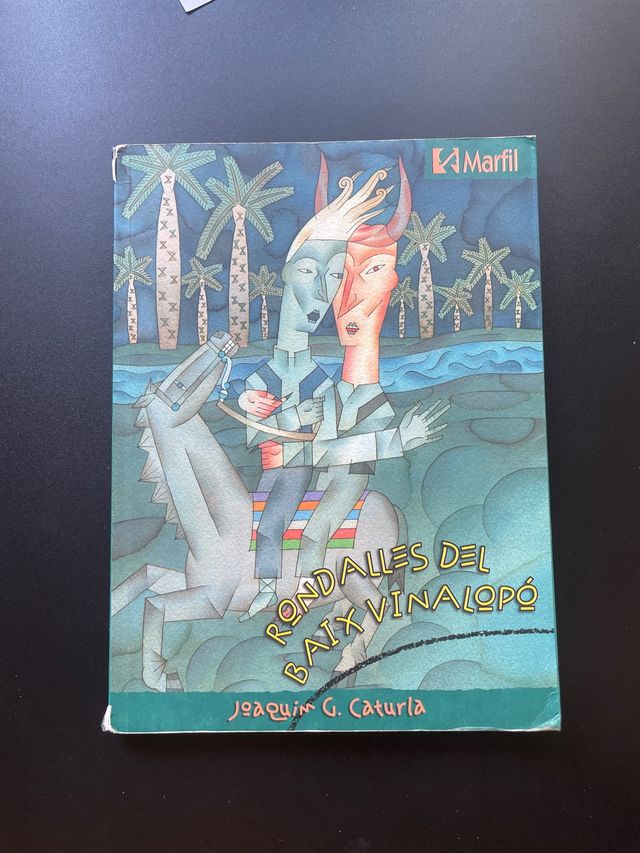 Marfil
RONDALLES DEL
BAIX VINALOPÓ
Joaquim G. Caturla